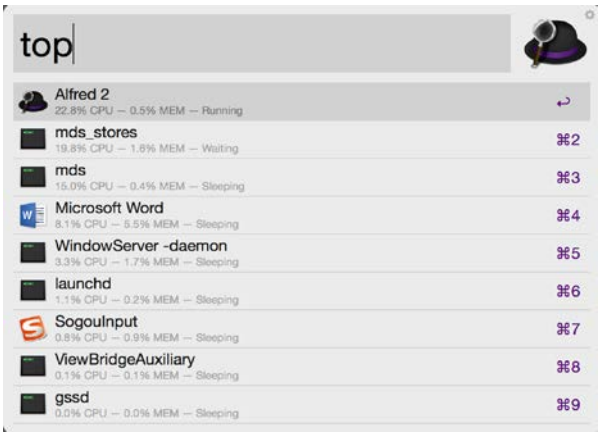 top
Alfred 2
22.8% CPU — 0.5% MEM — Running
↩
mds_stores
19.8% CPU — 1.6% MEM — Waiting
⌘2
mds
15.0% CPU — 0.4% MEM — Sleeping
⌘3
Microsoft Word
8.1% CPU — 5.5% MEM — Sleeping
⌘4
WindowServer -daemon
3.3% CPU — 1.7% MEM — Sleeping
⌘5
launchd
1.1% CPU — 0.2% MEM — Sleeping
⌘6
SogouInput
0.8% CPU — 0.9% MEM — Sleeping
⌘7
ViewBridgeAuxiliary
0.1% CPU — 0.1% MEM — Sleeping
⌘8
gssd
0.0% CPU — 0.0% MEM — Sleeping
⌘9